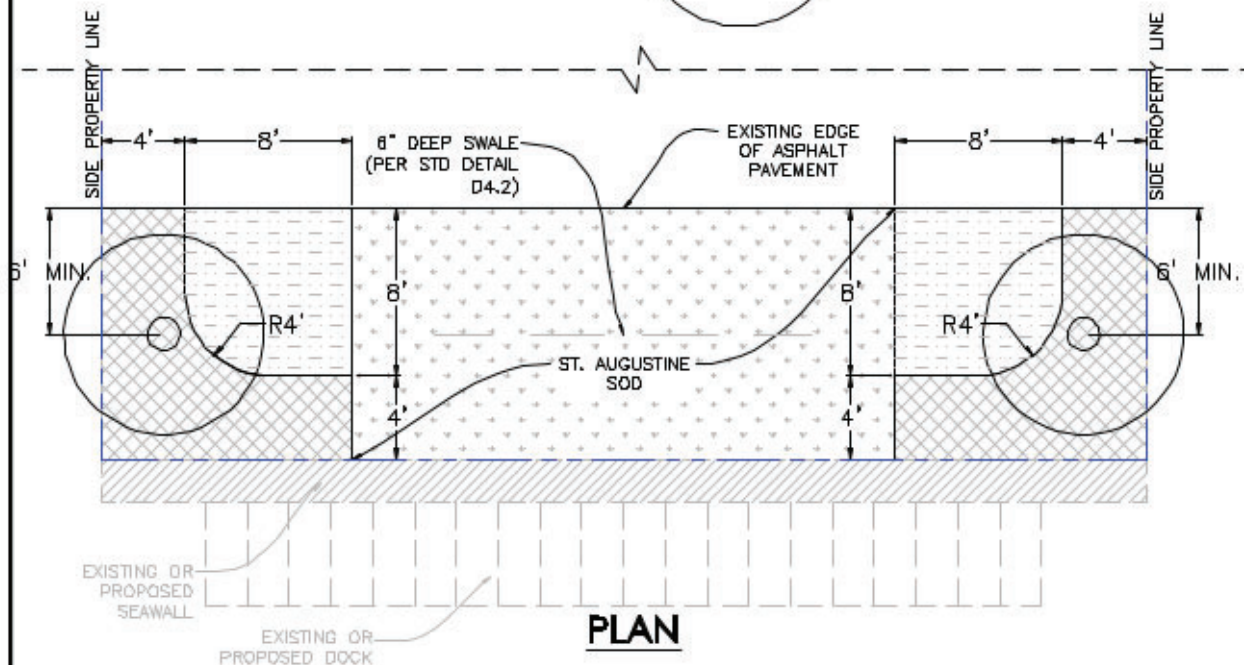 SIDE PROPERTY LINE
SIDE PROPERTY LINE
4'
8'
6" DEEP SWALE
(PER STD DETAIL
D4.2)
EXISTING EDGE
OF ASPHALT
PAVEMENT
8'
4'
6' MIN.
8'
8'
6' MIN.
R4'
R4'
ST. AUGUSTINE
SOD
4'
4'
EXISTING OR
PROPOSED
SEAWALL
EXISTING OR
PROPOSED DOCK
PLAN